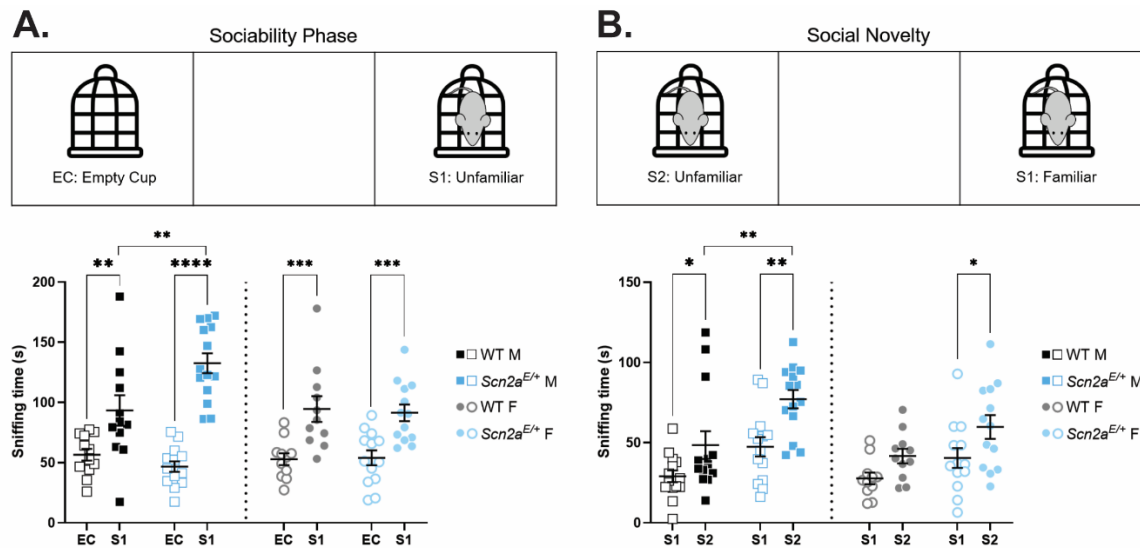 A.
Sociability Phase
EC: Empty Cup
S1: Unfamiliar
** 
** **** *** ***
Sniffing time (s)
200
150
100
50
0
EC S1 EC S1 EC S1 EC S1
WT M
Scn2aE/+ M
WT F
Scn2aE/+ F
B.
Social Novelty
S2: Unfamiliar
S1: Familiar
**
* ** *
Sniffing time (s)
150
100
50
0
S1 S2 S1 S2 S1 S2 S1 S2
WT M
Scn2aE/+ M
WT F
Scn2aE/+ F